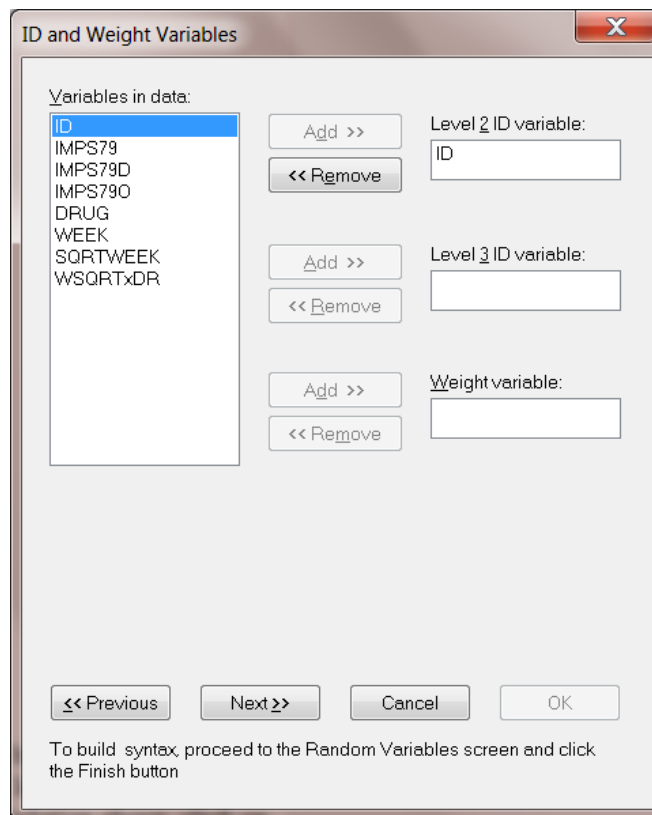 ID and Weight Variables
X
Variables in data:
ID
IMPS79
IMPS79D
IMPS79O
DRUG
WEEK
SQRTWEEK
WSQRTxDR
Add >>
<< Remove
Level 2 ID variable:
ID
Add >>
<< Remove
Level 3 ID variable:
Add >>
<< Remove
Weight variable:
<< Previous
Next >>
Cancel
OK
To build syntax, proceed to the Random Variables screen and click
the Finish button